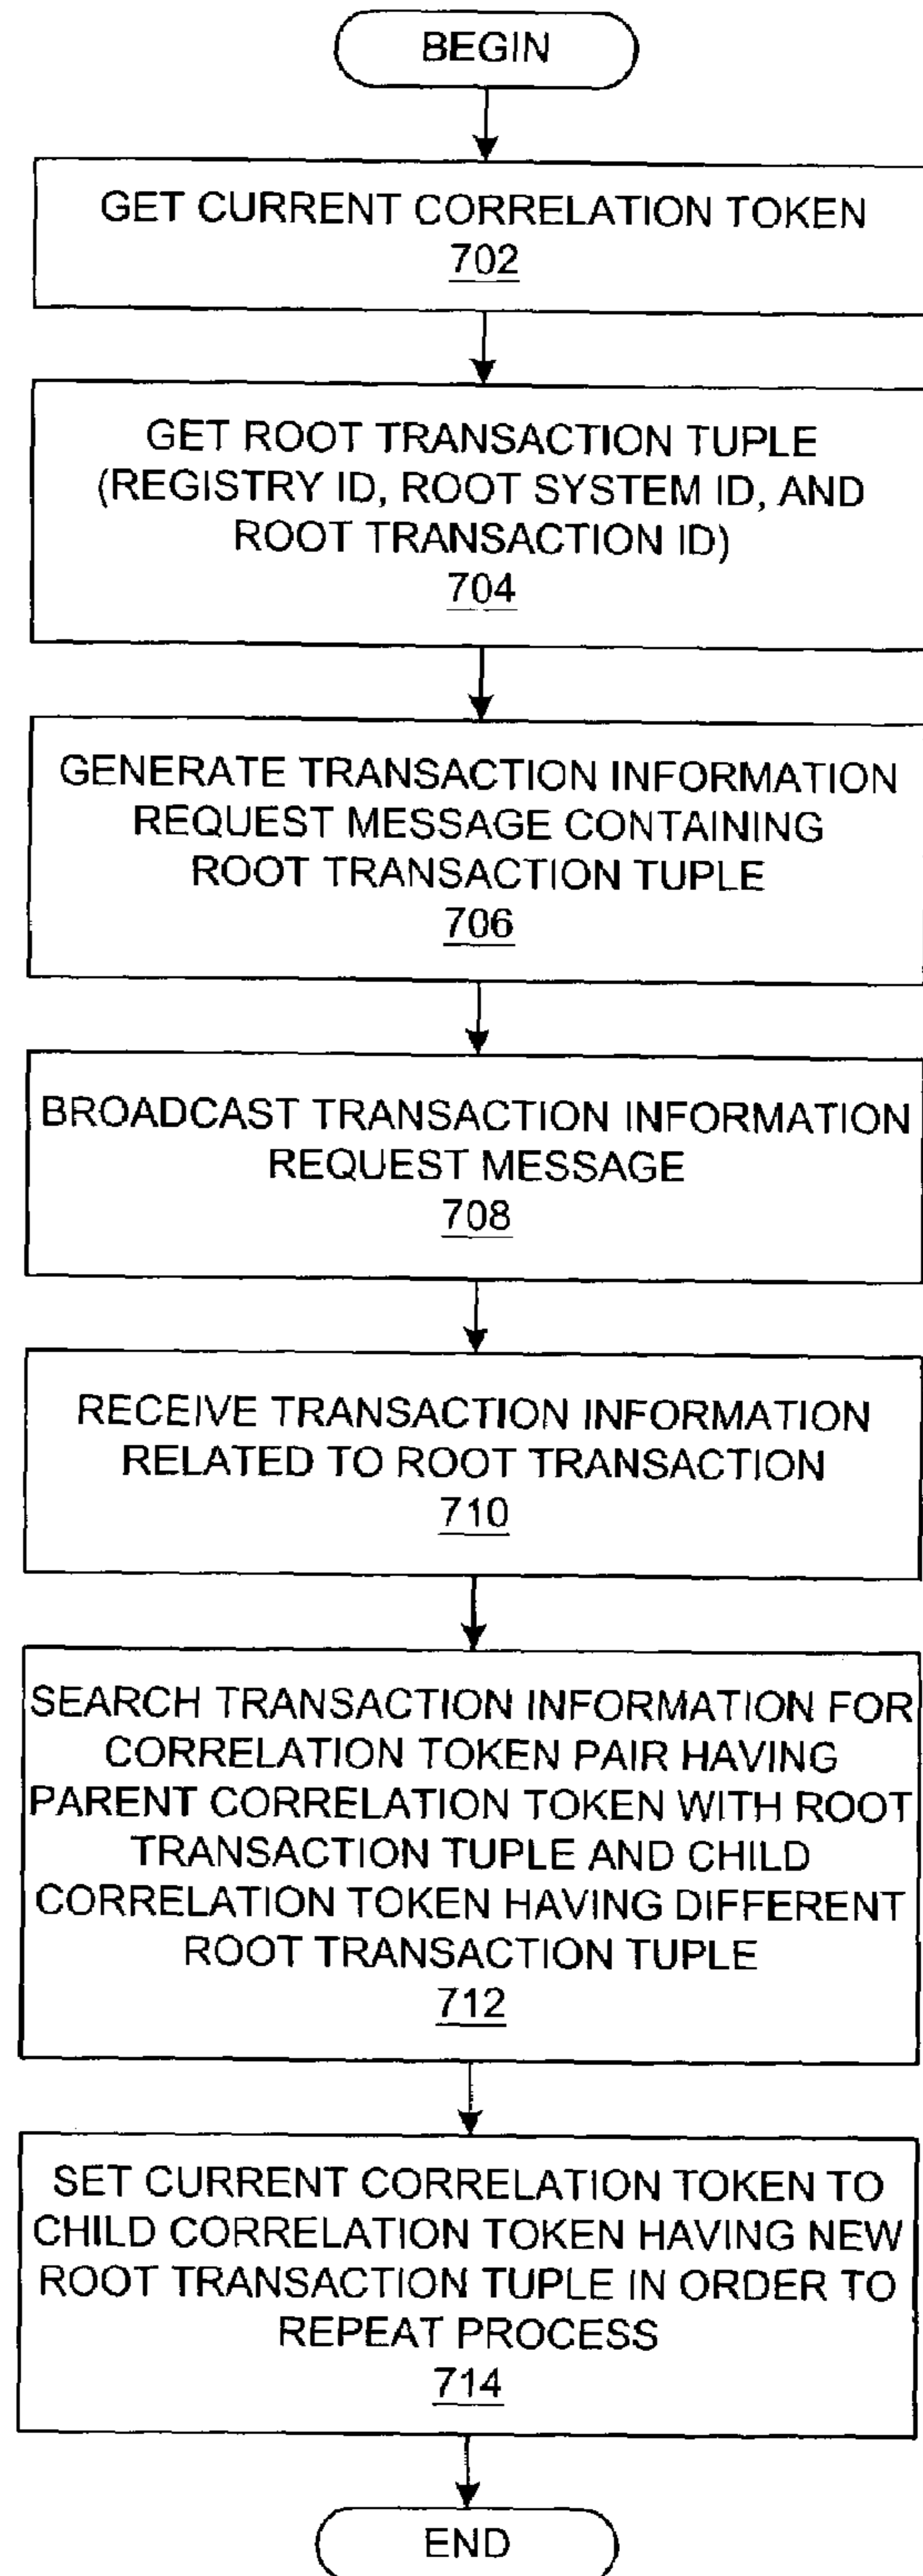 BEGIN
GET CURRENT CORRELATION TOKEN
702
GET ROOT TRANSACTION TUPLE
(REGISTRY ID, ROOT SYSTEM ID, AND
ROOT TRANSACTION ID)
704
GENERATE TRANSACTION INFORMATION
REQUEST MESSAGE CONTAINING
ROOT TRANSACTION TUPLE
706
BROADCAST TRANSACTION INFORMATION
REQUEST MESSAGE
708
RECEIVE TRANSACTION INFORMATION
RELATED TO ROOT TRANSACTION
710
SEARCH TRANSACTION INFORMATION FOR
CORRELATION TOKEN PAIR HAVING
PARENT CORRELATION TOKEN WITH ROOT
TRANSACTION TUPLE AND CHILD
CORRELATION TOKEN HAVING DIFFERENT
ROOT TRANSACTION TUPLE
712
SET CURRENT CORRELATION TOKEN TO
CHILD CORRELATION TOKEN HAVING NEW
ROOT TRANSACTION TUPLE IN ORDER TO
REPEAT PROCESS
714
END